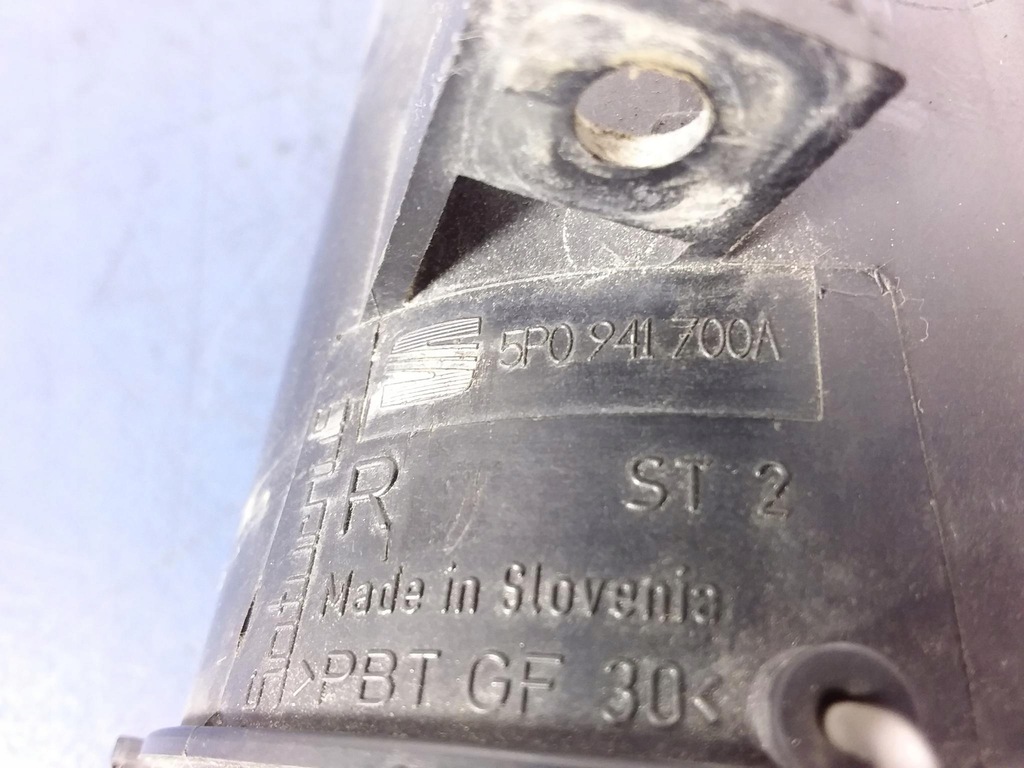 5P0 941 700A
R ST 2
Made in Slovenia
>PBT GF 30<